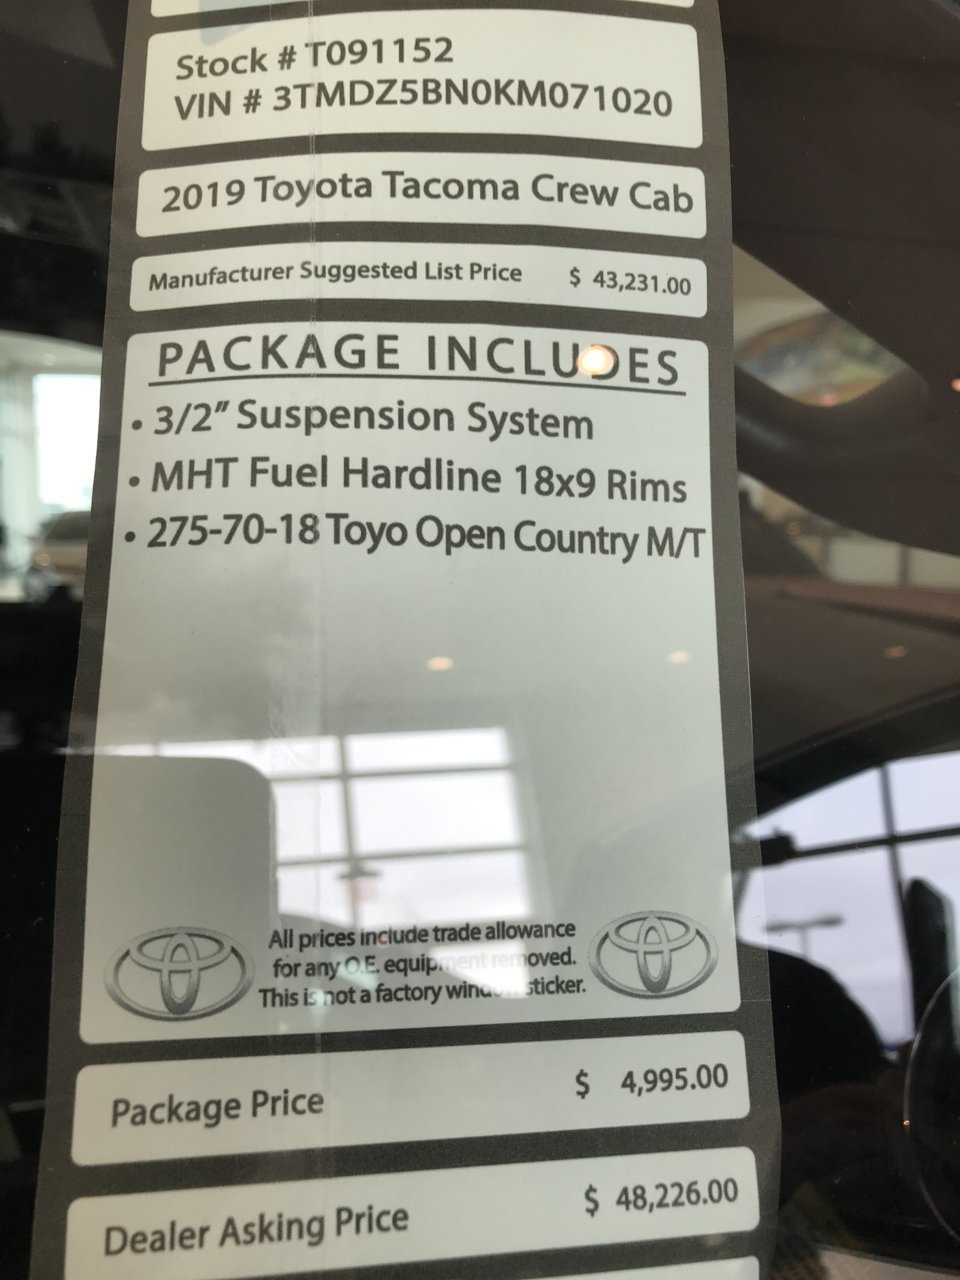 Stock # T091152
VIN # 3TMDZ5BN0KM071020
2019 Toyota Tacoma Crew Cab
Manufacturer Suggested List Price $ 43,231.00
PACKAGE INCLUDES
• 3/2" Suspension System
• MHT Fuel Hardline 18x9 Rims
• 275-70-18 Toyo Open Country M/T
All prices include trade allowance
for any O.E. equipment removed.
This is not a factory window sticker.
Package Price $ 4,995.00
Dealer Asking Price $ 48,226.00